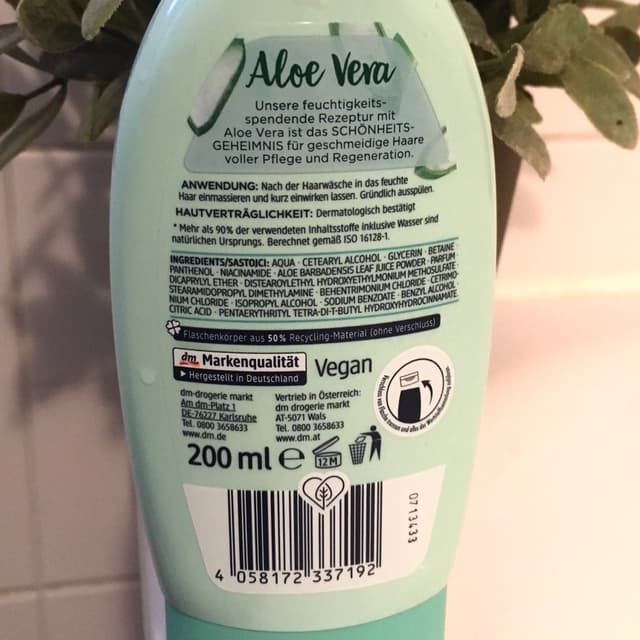 Aloe Vera
Unsere feuchtigkeits-
spendende Rezeptur mit
Aloe Vera ist das SCHÖNHEITS-
GEHEIMNIS für geschmeidige Haare
voller Pflege und Regeneration.
ANWENDUNG: Nach der Haarwäsche in das feuchte
Haar einmassieren und kurz einwirken lassen. Gründlich ausspülen.
HAUTVERTRÄGLICHKEIT: Dermatologisch bestätigt
* Mehr als 90% der verwendeten Inhaltsstoffe inklusive Wasser sind
natürlichen Ursprungs. Berechnet gemäß ISO 16128-1.
INGREDIENTS/SASTOJCI: AQUA · CETEARYL ALCOHOL · GLYCERIN · BETAINE ·
PANTHENOL · NIACINAMIDE · ALOE BARBADENSIS LEAF JUICE POWDER · PARFUM ·
DICAPRYLYL ETHER · DISTEAROYLETHYL HYDROXYETHYLMONIUM METHOSULFATE ·
STEARAMIDOPROPYL DIMETHYLAMINE · BEHENTRIMONIUM CHLORIDE · CETRIMO-
NIUM CHLORIDE · ISOPROPYL ALCOHOL · SODIUM BENZOATE · BENZYL ALCOHOL ·
CITRIC ACID · PENTAERYTHRITYL TETRA-DI-T-BUTYL HYDROXYHYDROCINNAMATE.
Flaschenkörper aus 50% Recycling-Material (ohne Verschluss)
dm Markenqualität
Hergestellt in Deutschland
Vegan
dm-drogerie markt
Am dm-Platz 1
DE-76227 Karlsruhe
Tel. 0800 3658633
www.dm.de
Vertrieb in Österreich:
dm drogerie markt
AT-5071 Wals
Tel. 0800 3658633
www.dm.at
200 ml e
12 M
0713433
4 058172 337192